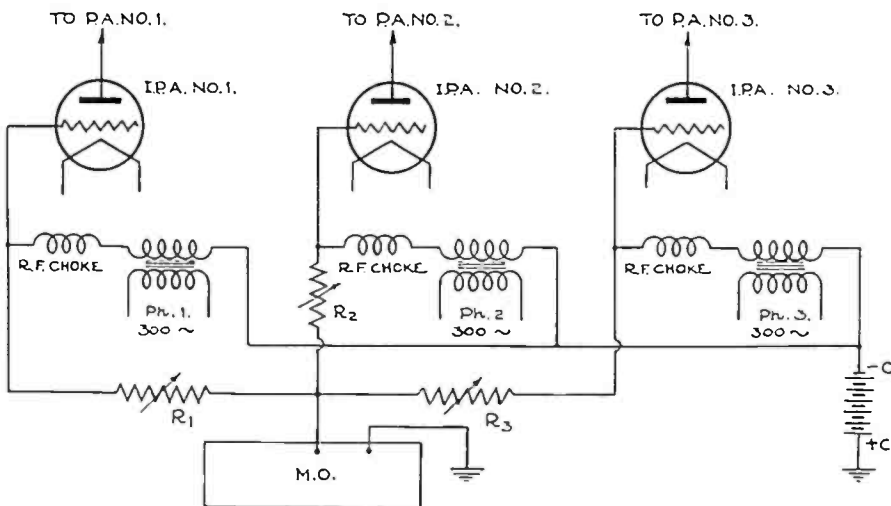 TO P.A. NO. 1.
TO P.A. NO. 2.
TO P.A. NO. 3.
I.P.A. NO. 1.
I.P.A. NO. 2.
I.P.A. NO. 3.
R.F. CHOKE
R.F. CHOKE
R.F. CHOKE
Ph. 1.
300 ~
Ph. 2
300 ~
Ph. 3.
300 ~
R2
R1
R3
-C
+C
M.O.